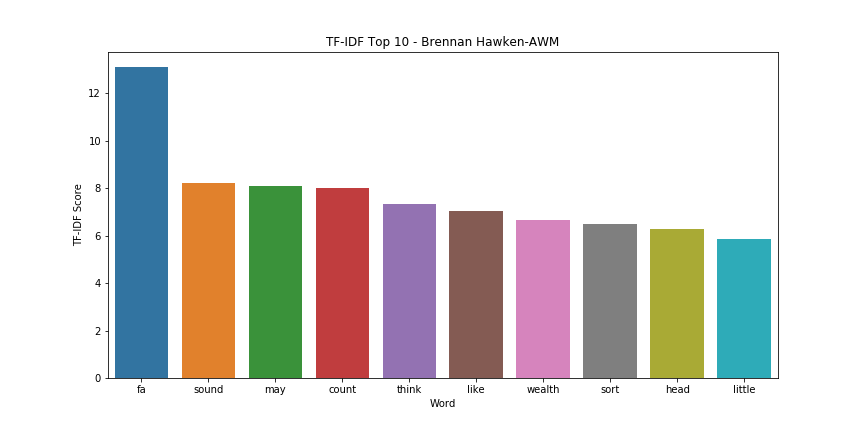 TF-IDF Top 10 - Brennan Hawken-AWM
TF-IDF Score
12
10
8
6
4
2
0
fa sound may count think like wealth sort head little
Word